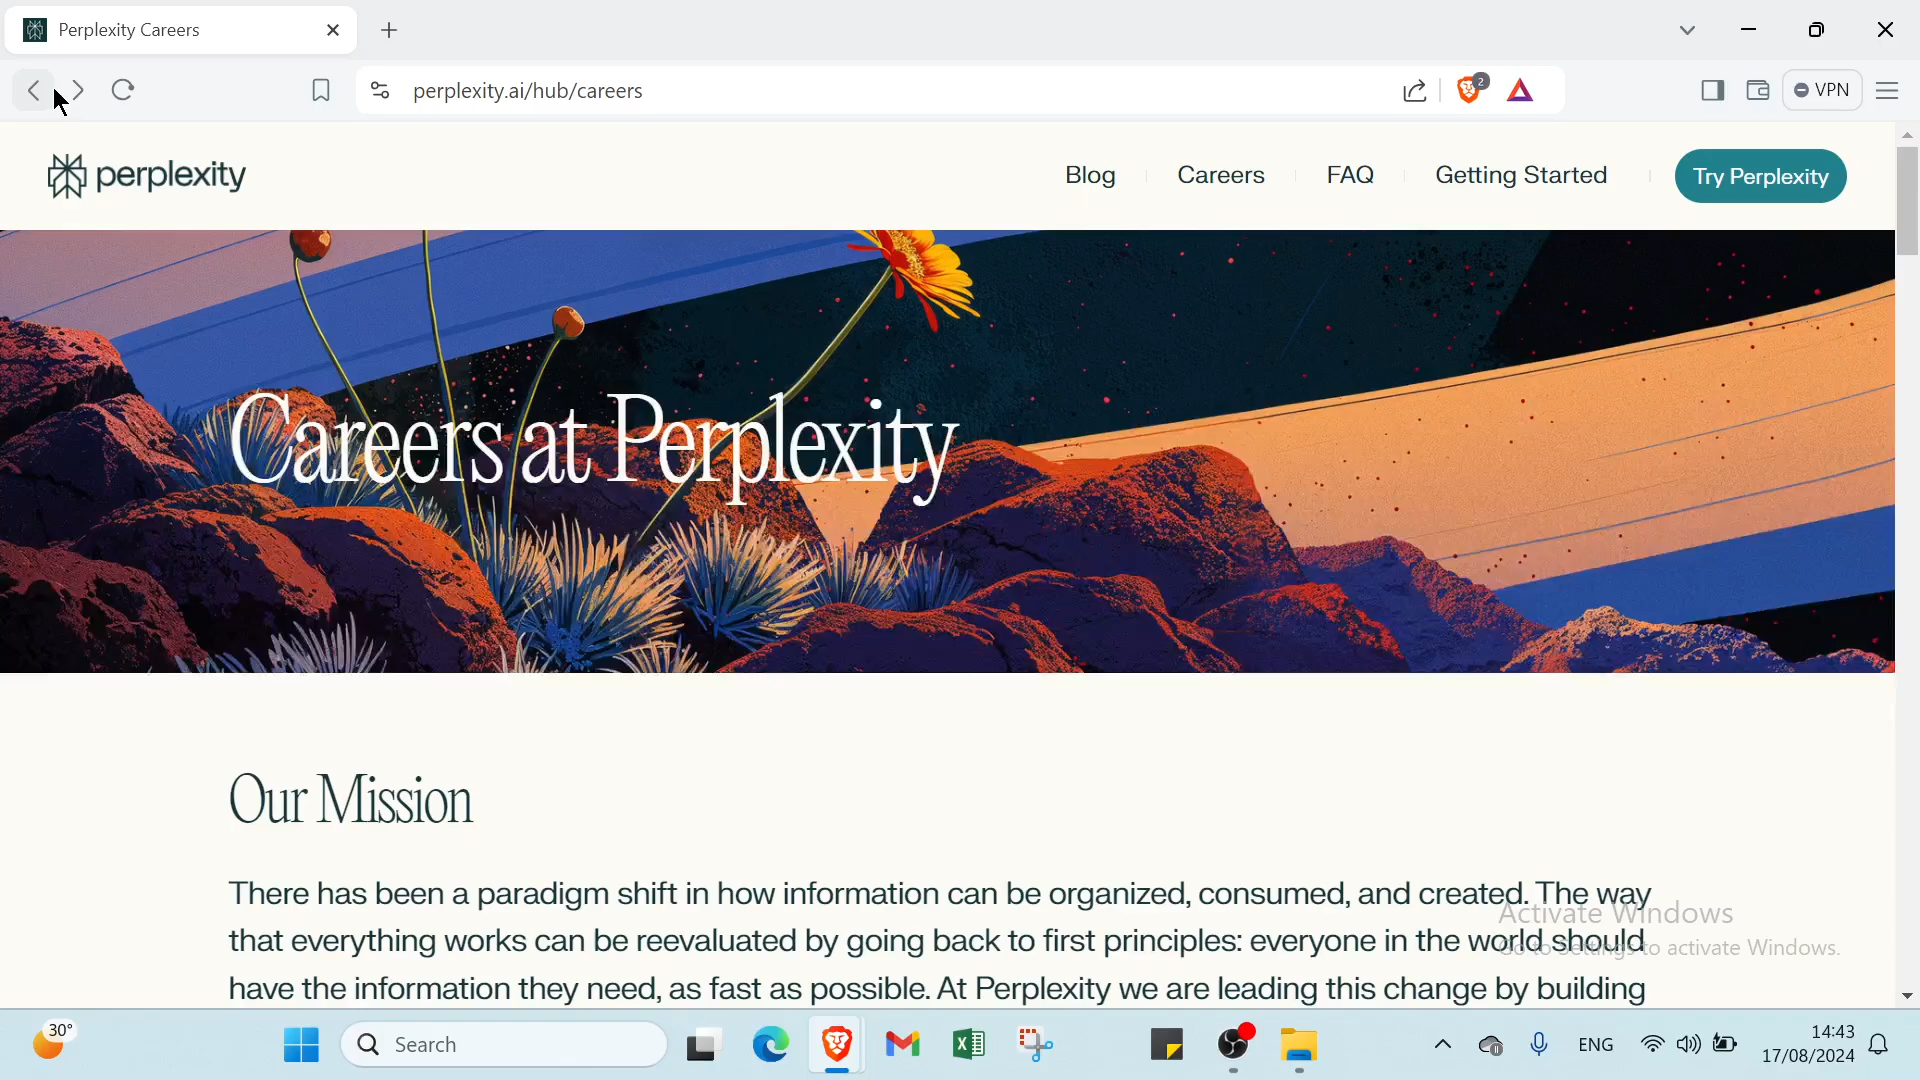 Perplexity Careers
perplexity.ai/hub/careers
2
VPN
perplexity
Blog
Careers
FAQ
Getting Started
Try Perplexity
Careers at Perplexity
Our Mission
There has been a paradigm shift in how information can be organized, consumed, and created. The way
that everything works can be reevaluated by going back to first principles: everyone in the world should
have the information they need, as fast as possible. At Perplexity we are leading this change by building
Activate Windows
Go to Settings to activate Windows.
30°
Search
ENG
14:43
17/08/2024